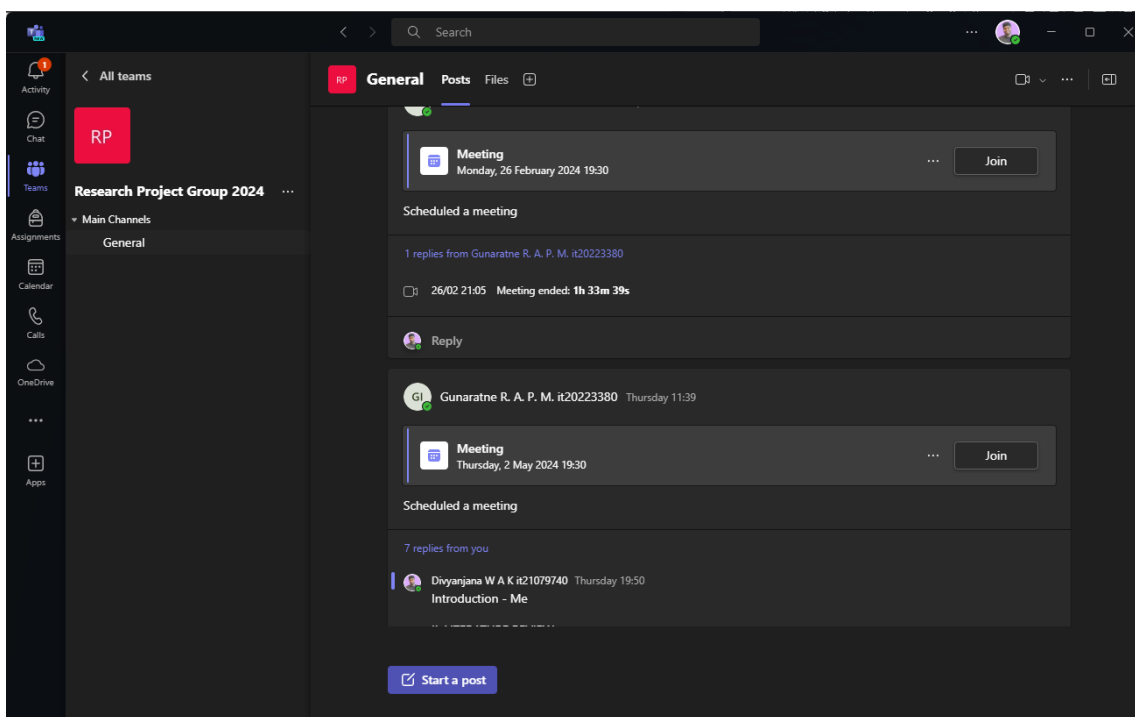 Search
1
Activity
Chat
Teams
Assignments
Calendar
Calls
OneDrive
Apps
All teams
RP
Research Project Group 2024
Main Channels
General
RP
General
Posts
Files
Meeting
Monday, 26 February 2024 19:30
Join
Scheduled a meeting
1 replies from Gunaratne R. A. P. M. it20223380
26/02 21:05 Meeting ended: 1h 33m 39s
Reply
GI
Gunaratne R. A. P. M. it20223380 Thursday 11:39
Meeting
Thursday, 2 May 2024 19:30
Join
Scheduled a meeting
7 replies from you
Divyanjana W A K it21079740 Thursday 19:50
Introduction - Me
Start a post